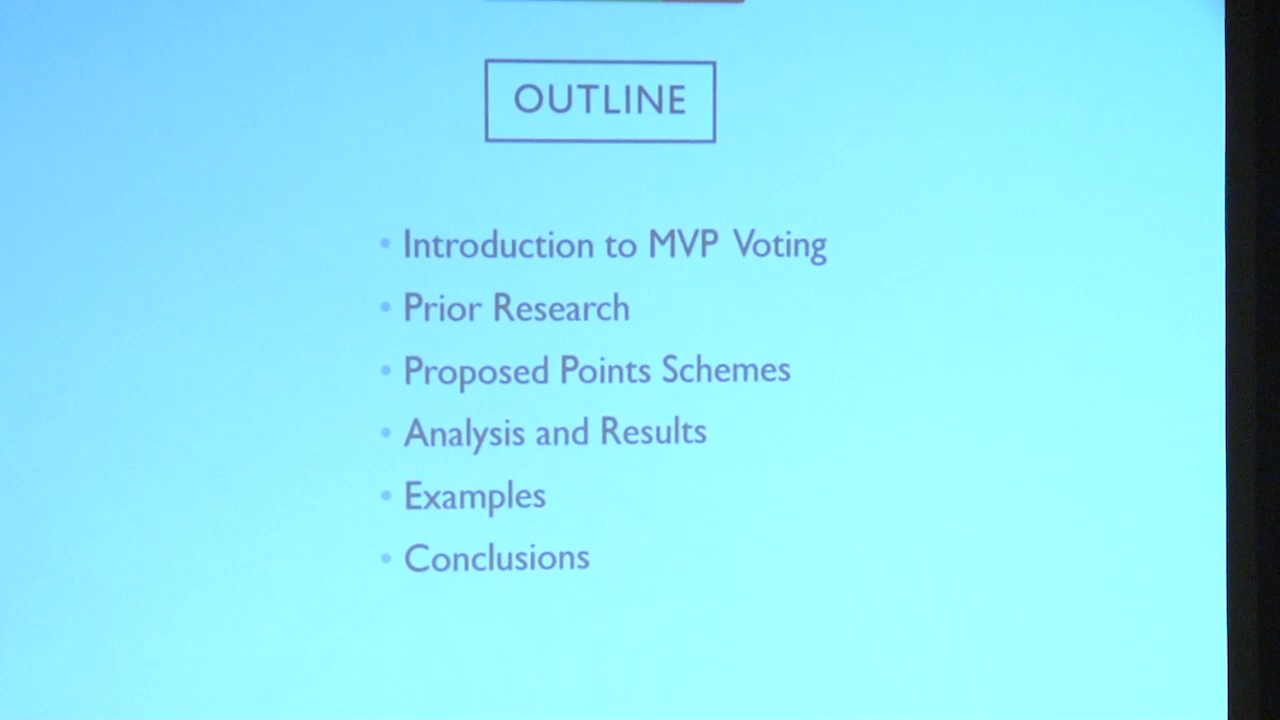 OUTLINE
• Introduction to MVP Voting
• Prior Research
• Proposed Points Schemes
• Analysis and Results
• Examples
• Conclusions